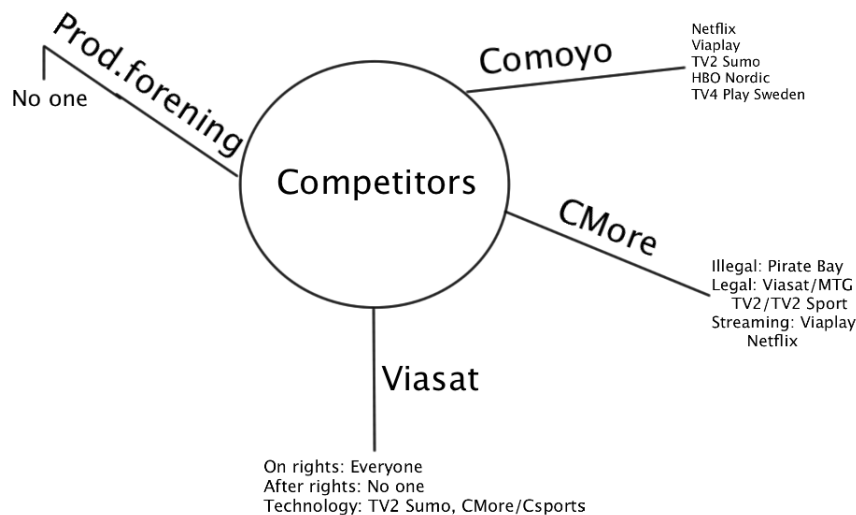 Prod.forening
No one
Comoyo
Netflix
Viaplay
TV2 Sumo
HBO Nordic
TV4 Play Sweden
Competitors
CMore
Illegal: Pirate Bay
Legal: Viasat/MTG
TV2/TV2 Sport
Streaming: Viaplay
Netflix
Viasat
On rights: Everyone
After rights: No one
Technology: TV2 Sumo, CMore/Csports